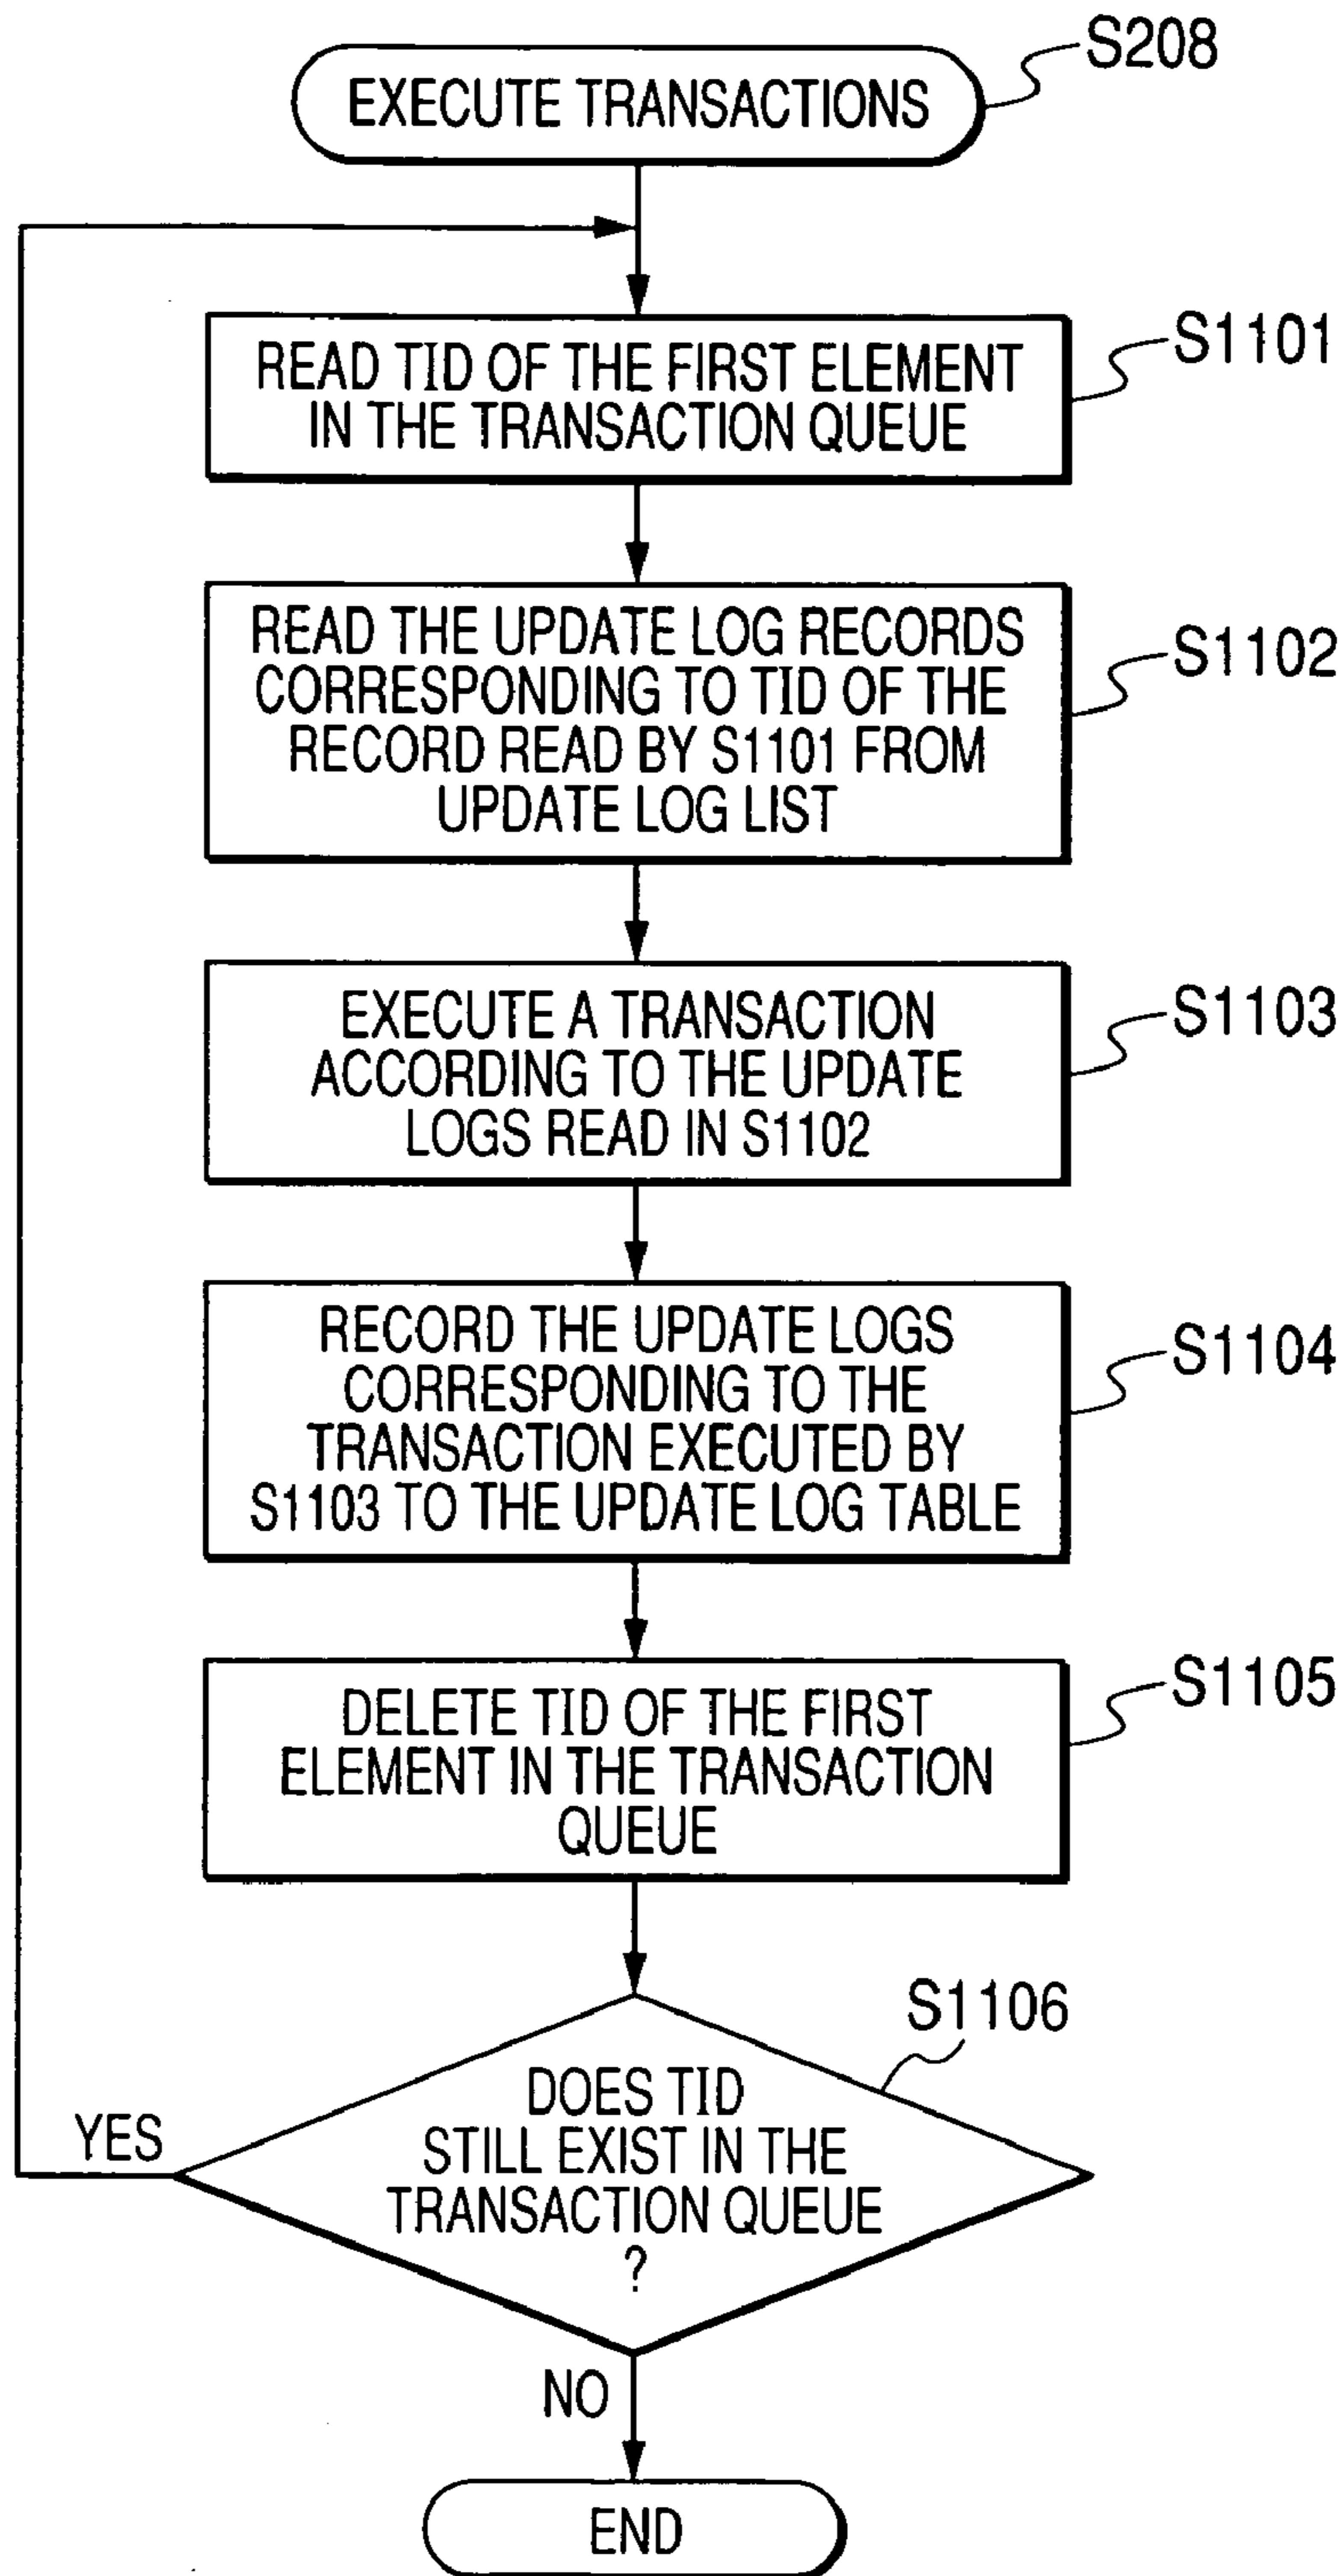 S208
EXECUTE TRANSACTIONS
S1101
READ TID OF THE FIRST ELEMENT
IN THE TRANSACTION QUEUE
S1102
READ THE UPDATE LOG RECORDS
CORRESPONDING TO TID OF THE
RECORD READ BY S1101 FROM
UPDATE LOG LIST
S1103
EXECUTE A TRANSACTION
ACCORDING TO THE UPDATE
LOGS READ IN S1102
S1104
RECORD THE UPDATE LOGS
CORRESPONDING TO THE
TRANSACTION EXECUTED BY
S1103 TO THE UPDATE LOG TABLE
S1105
DELETE TID OF THE FIRST
ELEMENT IN THE TRANSACTION
QUEUE
S1106
DOES TID
STILL EXIST IN THE
TRANSACTION QUEUE
?
YES
NO
END